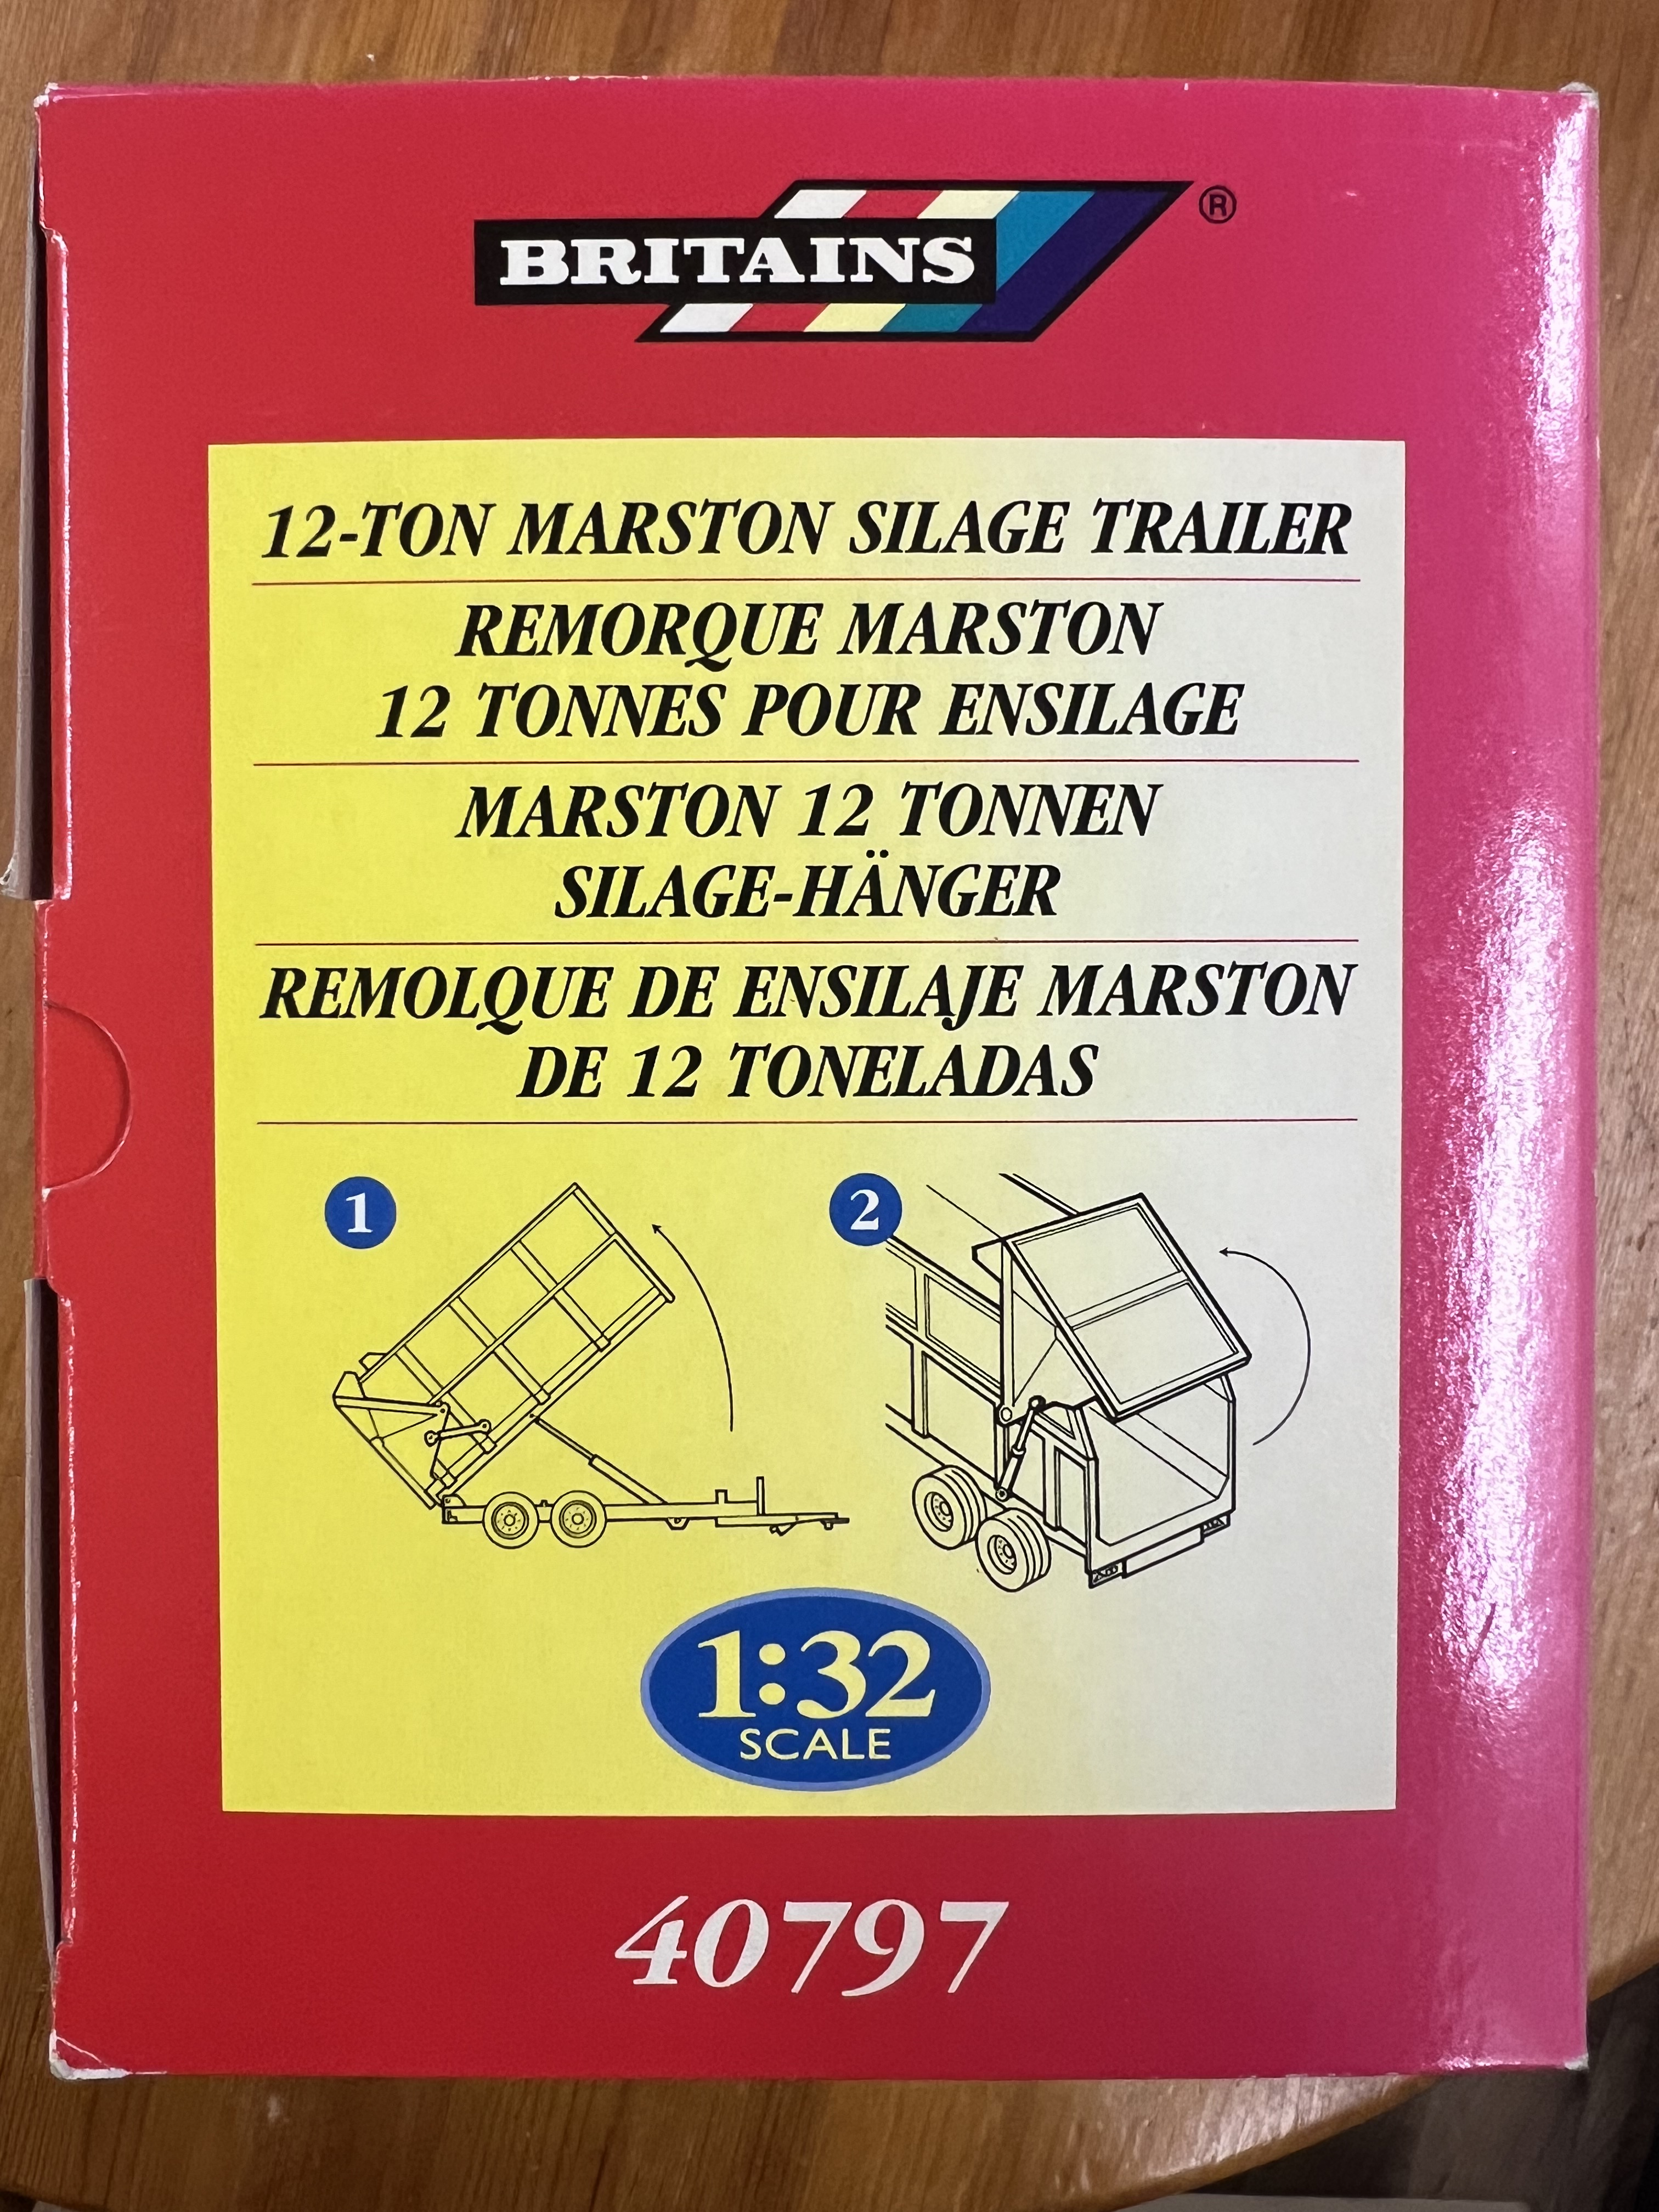 BRITAINS ®
12-TON MARSTON SILAGE TRAILER
REMORQUE MARSTON
12 TONNES POUR ENSILAGE
MARSTON 12 TONNEN
SILAGE-HÄNGER
REMOLQUE DE ENSILAJE MARSTON
DE 12 TONELADAS
1 2
1:32
SCALE
40797